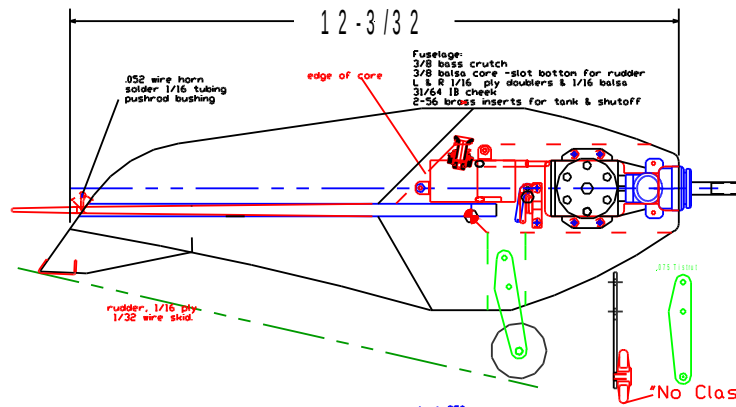 12-3/32
Fuselage:
3/8 bass crutch
3/8 balsa core -slot bottom for rudder
L & R 1/16 ply doublers & 1/16 balsa
31/64 IB cheek
2-56 brass inserts for tank & shutoff
edge of core
.052 wire horn
solder 1/16 tubing
pushrod bushing
rudder, 1/16 ply
1/32 wire skid.
"No Clas